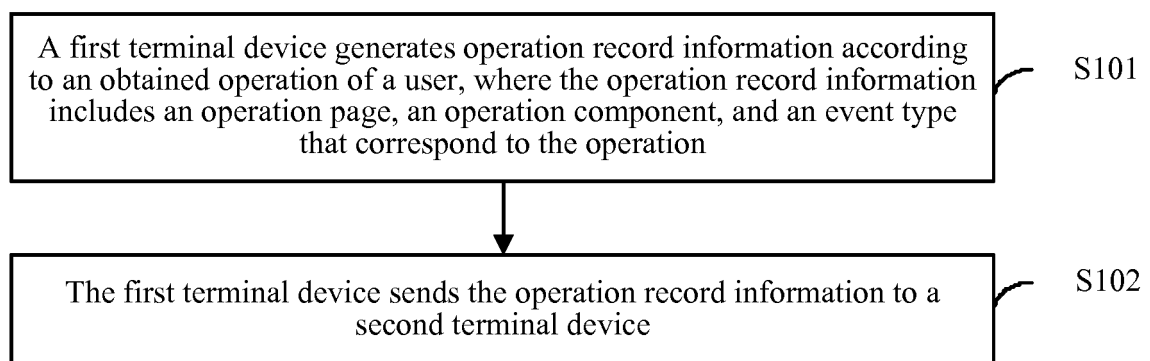 A first terminal device generates operation record information according
to an obtained operation of a user, where the operation record information
includes an operation page, an operation component, and an event type
that correspond to the operation
S101
The first terminal device sends the operation record information to a
second terminal device
S102